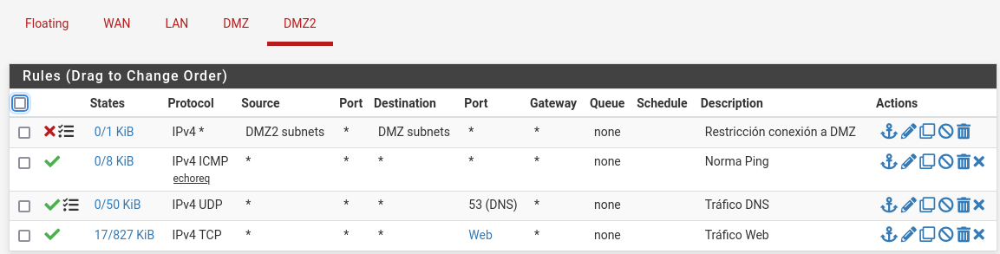 Floating WAN LAN DMZ DMZ2
Rules (Drag to Change Order)
States Protocol Source Port Destination Port Gateway Queue Schedule Description Actions
0/1 KiB IPv4 * DMZ2 subnets * DMZ subnets * * none Restricción conexión a DMZ
0/8 KiB IPv4 ICMP * * * * * none Norma Ping
echoreq
0/50 KiB IPv4 UDP * * * 53 (DNS) * none Tráfico DNS
17/827 KiB IPv4 TCP * * * Web * none Tráfico Web